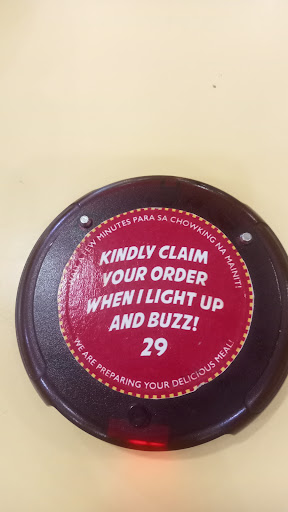 A FEW MINUTES PARA SA CHOWKING NA MAINIT!
KINDLY CLAIM
YOUR ORDER
WHEN I LIGHT UP
AND BUZZ!
29
WE ARE PREPARING YOUR DELICIOUS MEAL!